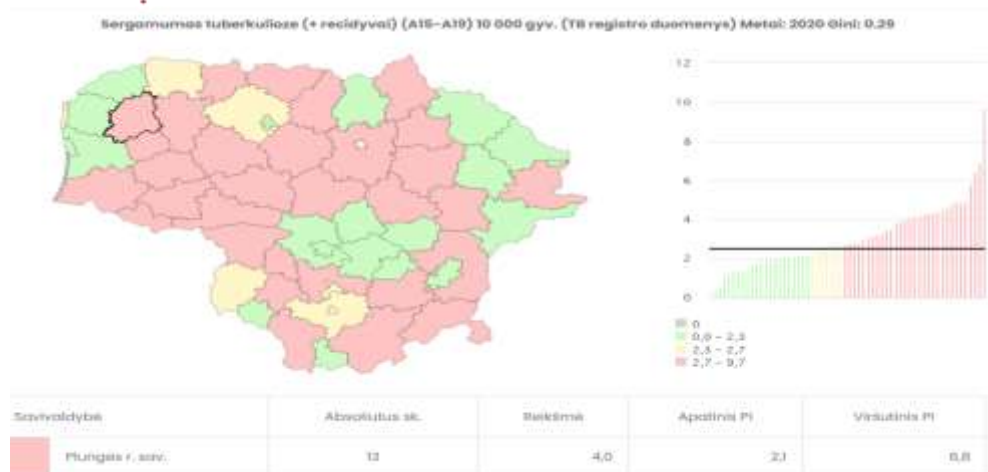 Sergamumas tuberkulioze (+ recidyvai) (A15-A19) 10 000 gyv. (TB registro duomenys) Metai: 2020 Gini: 0.29
12
10
8
6
4
2
0
0
0,0 - 2,3
2,3 - 2,7
2,7 - 9,7
Savivaldybė Absoliutus sk. Reikšmė Apatinis PI Viršutinis PI
Plungės r. sav. 13 4,0 2,1 6,8